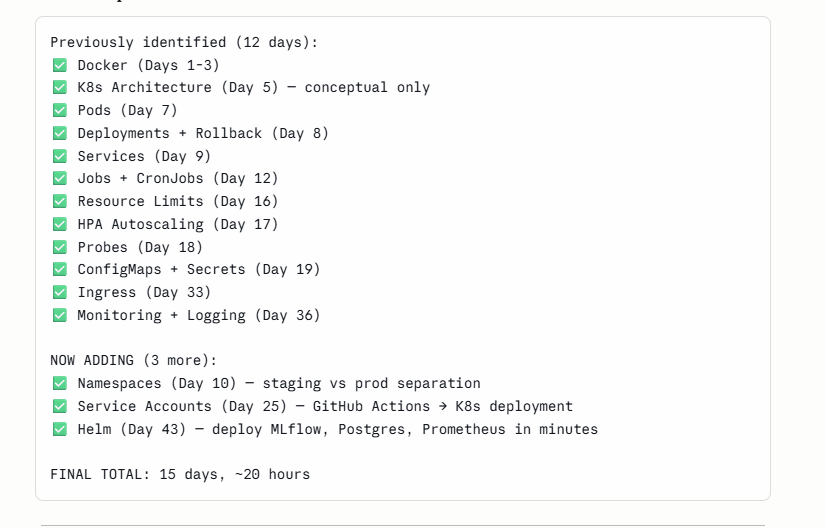 Previously identified (12 days):
✅ Docker (Days 1-3)
✅ K8s Architecture (Day 5) — conceptual only
✅ Pods (Day 7)
✅ Deployments + Rollback (Day 8)
✅ Services (Day 9)
✅ Jobs + CronJobs (Day 12)
✅ Resource Limits (Day 16)
✅ HPA Autoscaling (Day 17)
✅ Probes (Day 18)
✅ ConfigMaps + Secrets (Day 19)
✅ Ingress (Day 33)
✅ Monitoring + Logging (Day 36)
NOW ADDING (3 more):
✅ Namespaces (Day 10) — staging vs prod separation
✅ Service Accounts (Day 25) — GitHub Actions → K8s deployment
✅ Helm (Day 43) — deploy MLflow, Postgres, Prometheus in minutes
FINAL TOTAL: 15 days, ~20 hours